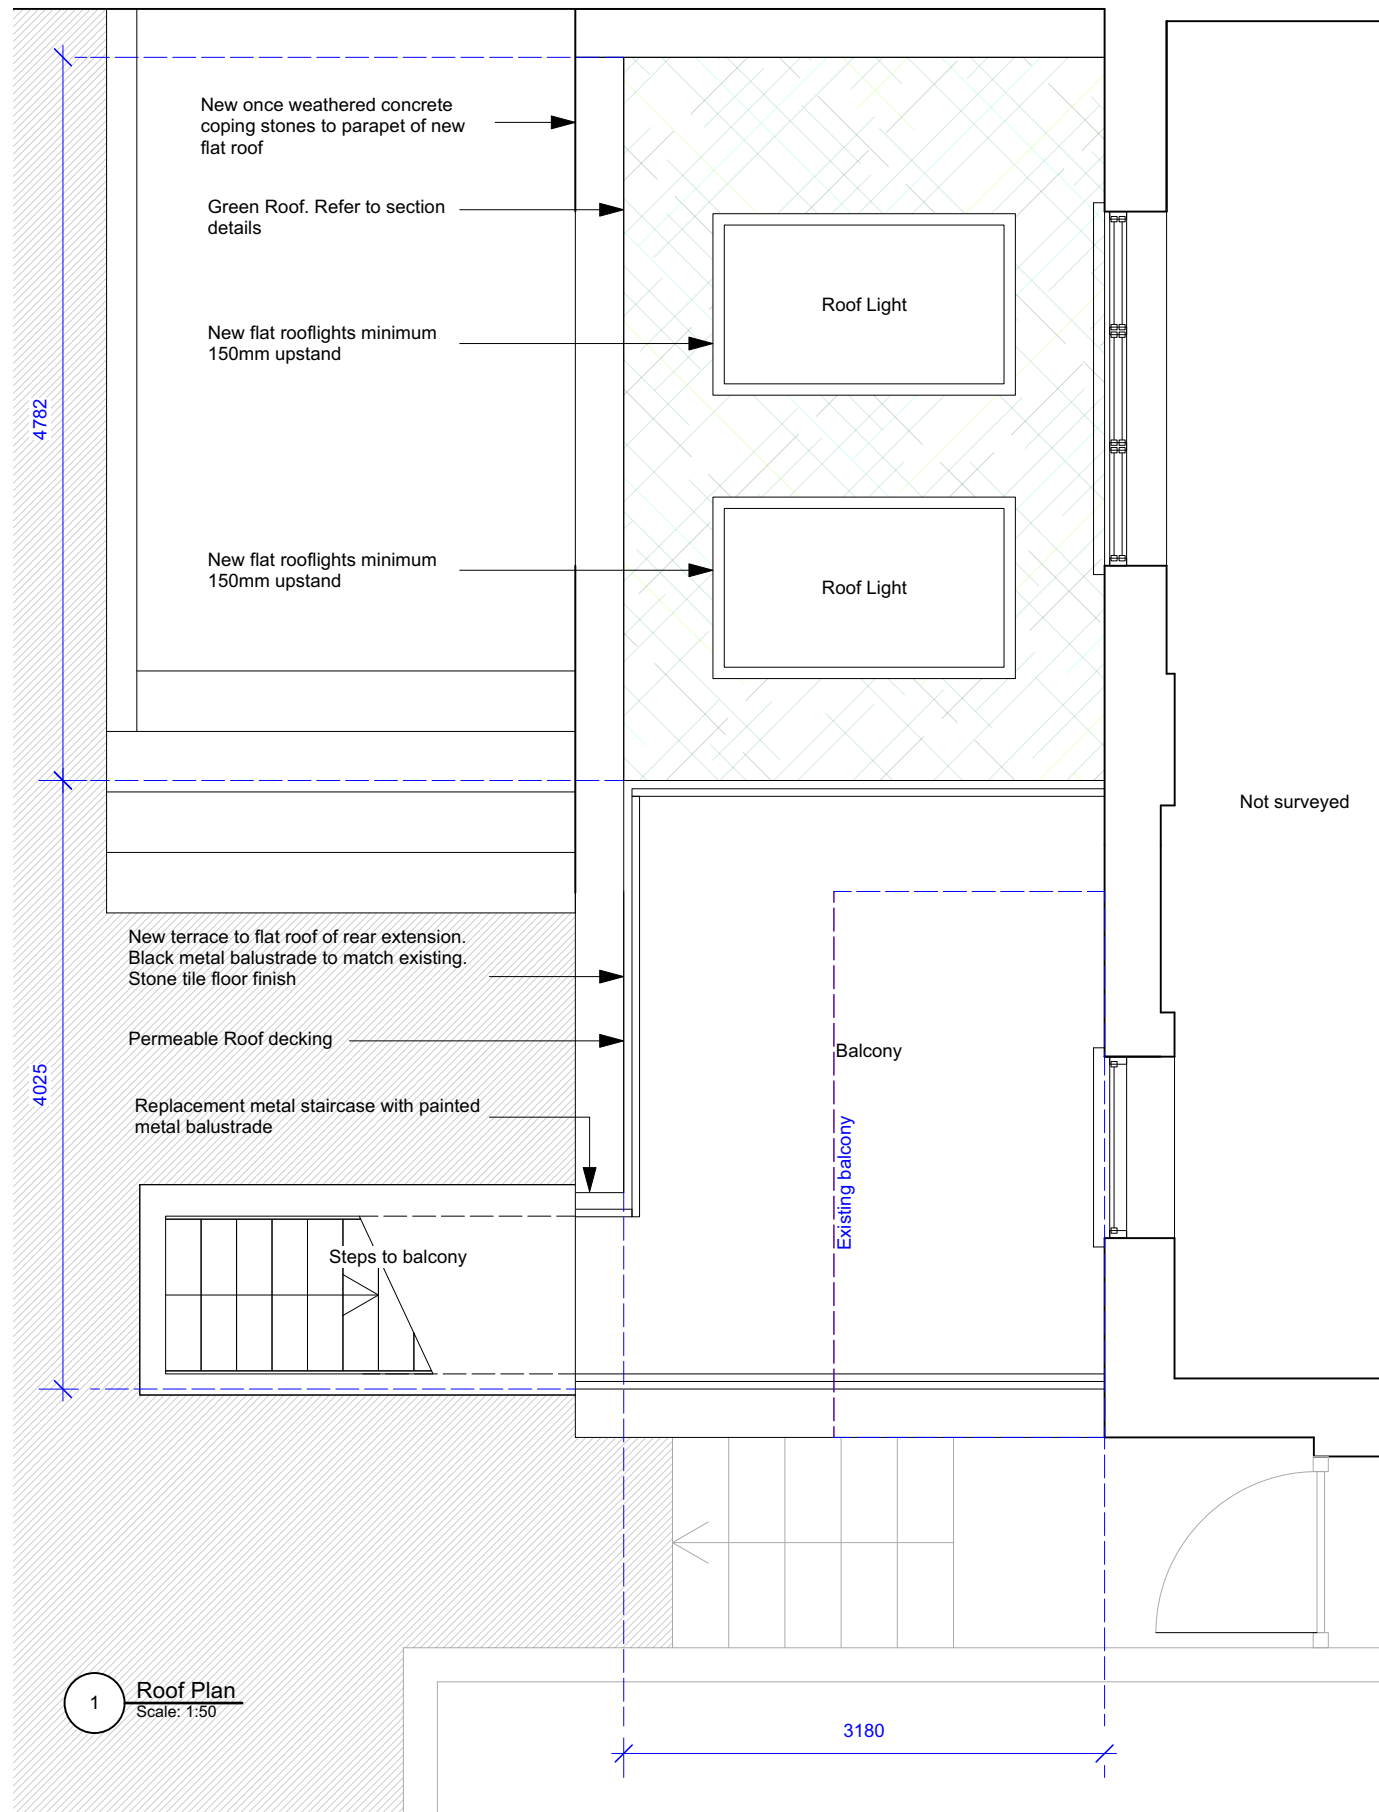 New once weathered concrete
coping stones to parapet of new
flat roof
Green Roof. Refer to section
details
Roof Light
New flat rooflights minimum
150mm upstand
4782
New flat rooflights minimum
150mm upstand
Roof Light
Not surveyed
New terrace to flat roof of rear extension.
Black metal balustrade to match existing.
Stone tile floor finish
Permeable Roof decking
Balcony
4025
Replacement metal staircase with painted
metal balustrade
Existing balcony
Steps to balcony
1
Roof Plan
Scale: 1:50
3180